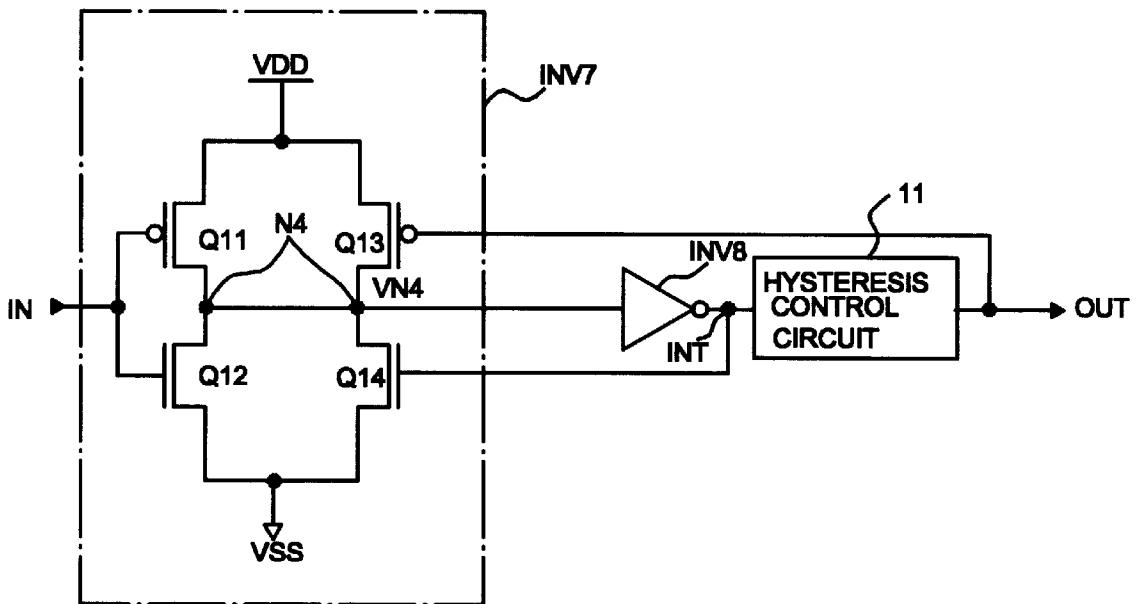 VDD
INV7
11
N4
Q11
Q13
INV8
VN4
HYSTERESIS
CONTROL
CIRCUIT
IN
OUT
INT
Q12
Q14
VSS